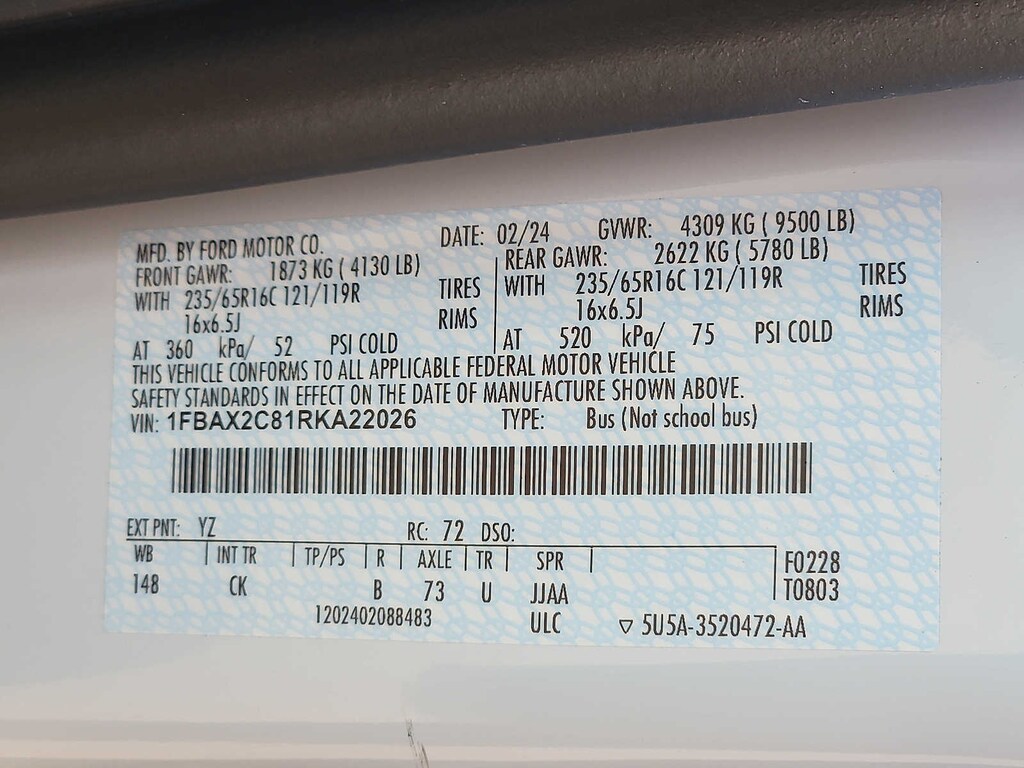 MFD. BY FORD MOTOR CO. DATE: 02/24 GVWR: 4309 KG ( 9500 LB)
FRONT GAWR: 1873 KG ( 4130 LB) REAR GAWR: 2622 KG ( 5780 LB)
WITH 235/65R16C 121/119R TIRES WITH 235/65R16C 121/119R TIRES
16x6.5J RIMS 16x6.5J RIMS
AT 360 kPa/ 52 PSI COLD AT 520 kPa/ 75 PSI COLD
THIS VEHICLE CONFORMS TO ALL APPLICABLE FEDERAL MOTOR VEHICLE
SAFETY STANDARDS IN EFFECT ON THE DATE OF MANUFACTURE SHOWN ABOVE.
VIN: 1FBAX2C81RKA22026 TYPE: Bus (Not school bus)
EXT PNT: YZ RC: 72 DSO:
WB INT TR TP/PS R AXLE TR SPR F0228
148 CK B 73 U JJAA T0803
1202402088483 ULC ▽ 5U5A-3520472-AA